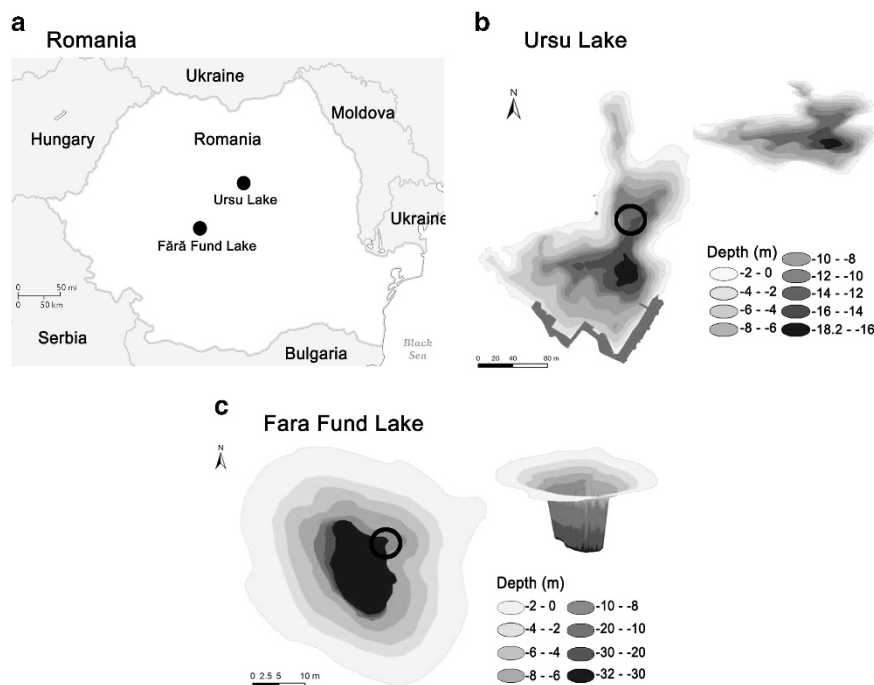 a
Romania
Ukraine
Moldova
Hungary
Romania
Ursu Lake
Ukraine
Fără Fund Lake
0 50 mi
0 50 km
Serbia
Bulgaria
Black
Sea
b
Ursu Lake
N
Depth (m)
-2 - 0
-4 - -2
-6 - -4
-8 - -6
-10 - -8
-12 - -10
-14 - -12
-16 - -14
-18.2 - -16
0 20 40 80 m
c
Fara Fund Lake
N
Depth (m)
-2 - 0
-4 - -2
-6 - -4
-8 - -6
-10 - -8
-20 - -10
-30 - -20
-32 - -30
0 2.5 5 10 m